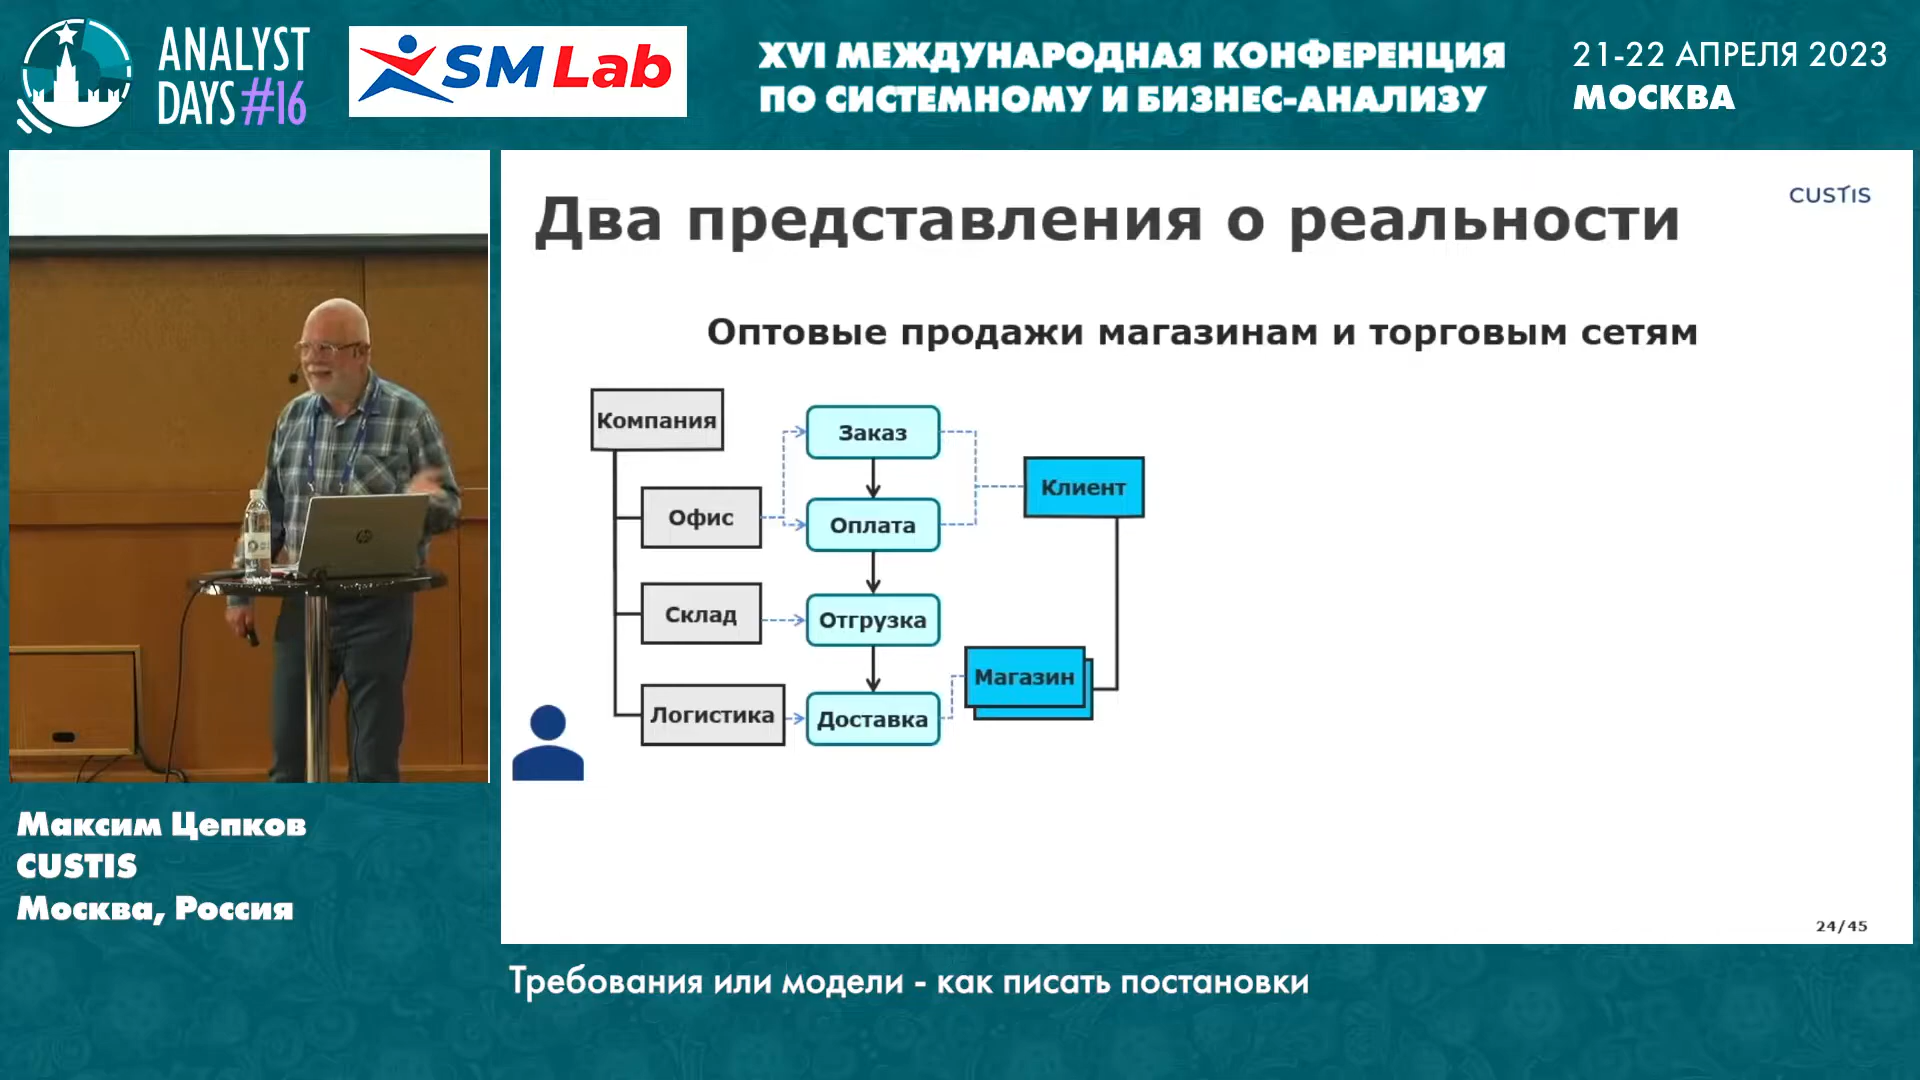 ANALYST
DAYS #16
SM Lab
XVI МЕЖДУНАРОДНАЯ КОНФЕРЕНЦИЯ
ПО СИСТЕМНОМУ И БИЗНЕС-АНАЛИЗУ
21-22 АПРЕЛЯ 2023
МОСКВА
CUSTIS
Два представления о реальности
Оптовые продажи магазинам и торговым сетям
Компания
Заказ
Клиент
Офис
Оплата
Склад
Отгрузка
Магазин
Логистика
Доставка
24/45
Максим Цепков
CUSTIS
Москва, Россия
Требования или модели - как писать постановки